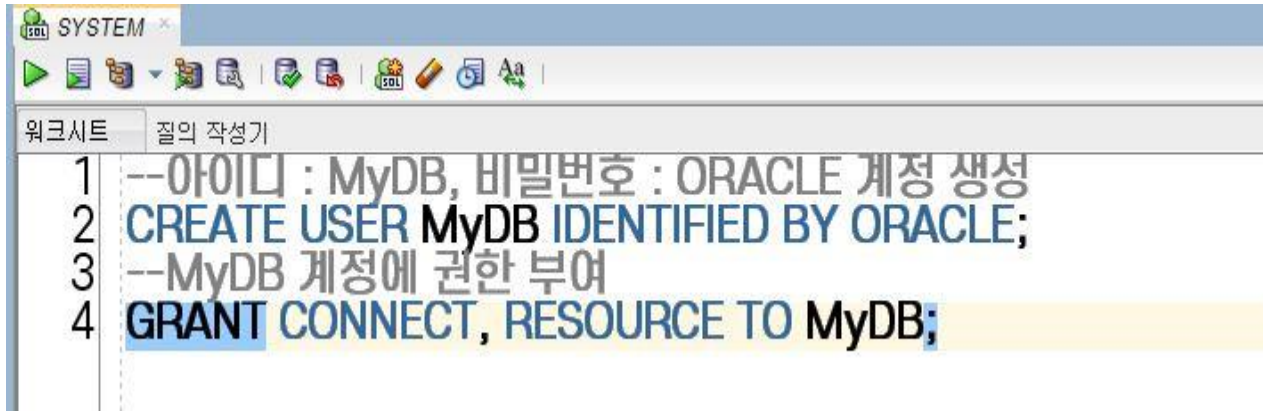 SYSTEM
워크시트 질의 작성기
1 --아이디 : MyDB, 비밀번호 : ORACLE 계정 생성
2 CREATE USER MyDB IDENTIFIED BY ORACLE;
3 --MyDB 계정에 권한 부여
4 GRANT CONNECT, RESOURCE TO MyDB;